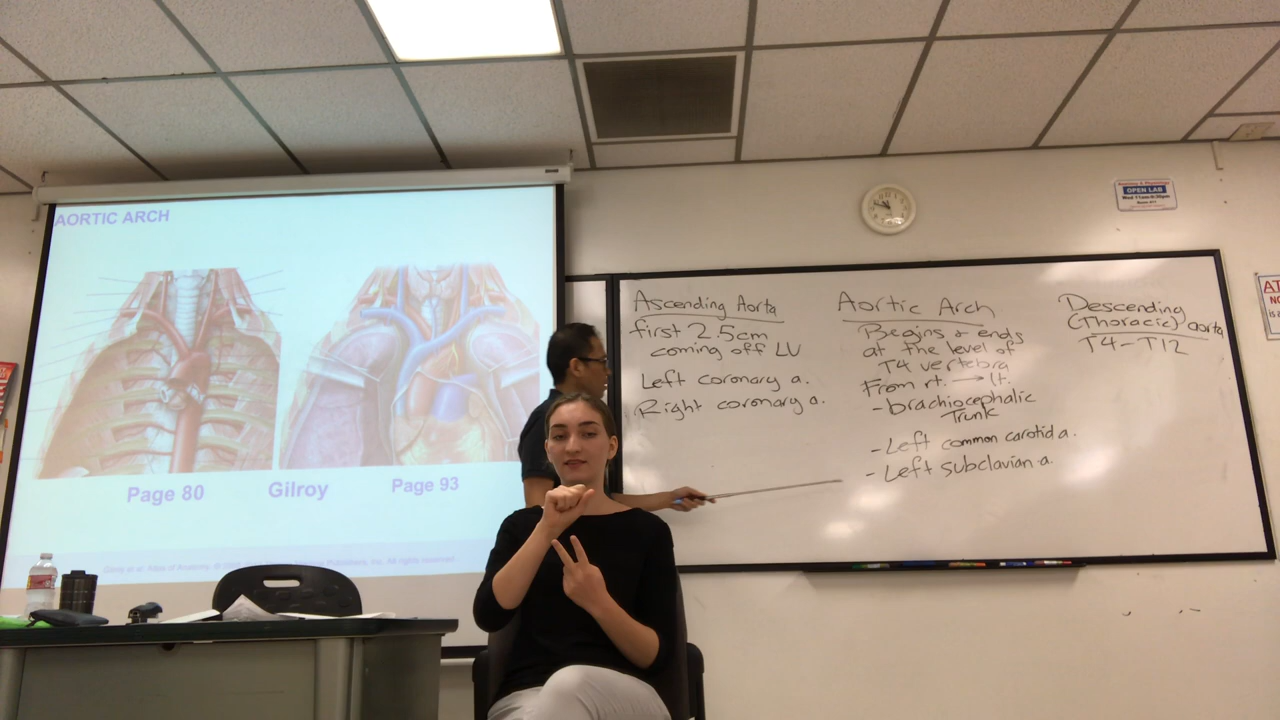 AORTIC ARCH
Page 80
Gilroy
Page 93
Ascending Aorta
first 2.5cm
coming off LV
Left coronary a.
Right coronary a.
Aortic Arch
Begins & ends
at the level of
T4 vertebra
From rt. → lt.
- brachiocephalic
Trunk
- Left common carotid a.
- Left subclavian a.
Descending
(Thoracic) aorta
T4-T12
OPEN LAB